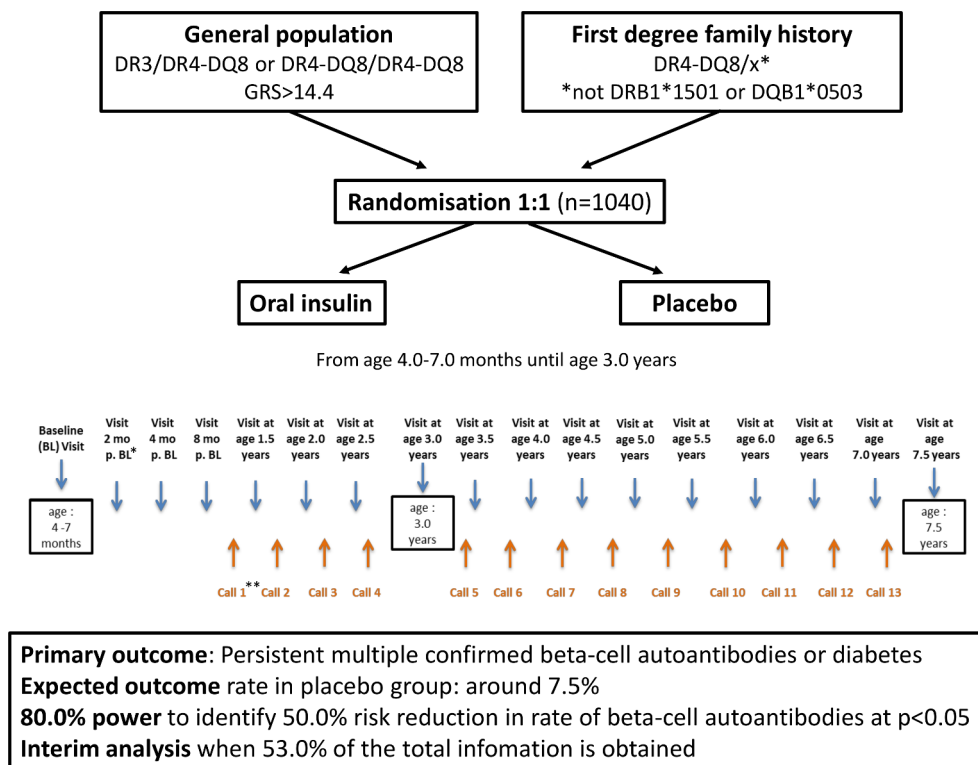 General population
DR3/DR4-DQ8 or DR4-DQ8/DR4-DQ8
GRS>14.4
First degree family history
DR4-DQ8/x*
*not DRB1*1501 or DQB1*0503
Randomisation 1:1 (n=1040)
Oral insulin
Placebo
From age 4.0-7.0 months until age 3.0 years
Baseline
(BL) Visit
Visit
2 mo
p. BL*
Visit
4 mo
p. BL
Visit
8 mo
p. BL
Visit at
age 1.5
years
Visit at
age 2.0
years
Visit at
age 2.5
years
Visit at
age 3.0
years
Visit at
age 3.5
years
Visit at
age 4.0
years
Visit at
age 4.5
years
Visit at
age 5.0
years
Visit at
age 5.5
years
Visit at
age 6.0
years
Visit at
age 6.5
years
Visit at
age
7.0 years
Visit at
age
7.5 years
age :
4 -7
months
age :
3.0
years
age :
7.5
years
Call 1**
Call 2
Call 3
Call 4
Call 5
Call 6
Call 7
Call 8
Call 9
Call 10
Call 11
Call 12
Call 13
Primary outcome: Persistent multiple confirmed beta-cell autoantibodies or diabetes
Expected outcome rate in placebo group: around 7.5%
80.0% power to identify 50.0% risk reduction in rate of beta-cell autoantibodies at p<0.05
Interim analysis when 53.0% of the total infomation is obtained